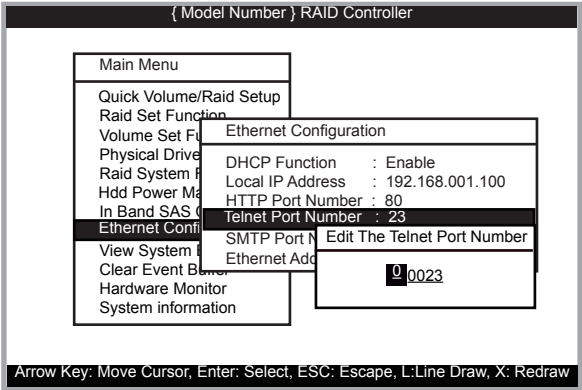 { Model Number } RAID Controller
Main Menu
Quick Volume/Raid Setup
Raid Set Function
Volume Set Fu
Physical Drive
Raid System F
Hdd Power Ma
In Band SAS
Ethernet Confi
View System
Clear Event Buffer
Hardware Monitor
System information
Ethernet Configuration
DHCP Function : Enable
Local IP Address : 192.168.001.100
HTTP Port Number : 80
Telnet Port Number : 23
SMTP Port N
Ethernet Add
Edit The Telnet Port Number
0 0023
Arrow Key: Move Cursor, Enter: Select, ESC: Escape, L:Line Draw, X: Redraw